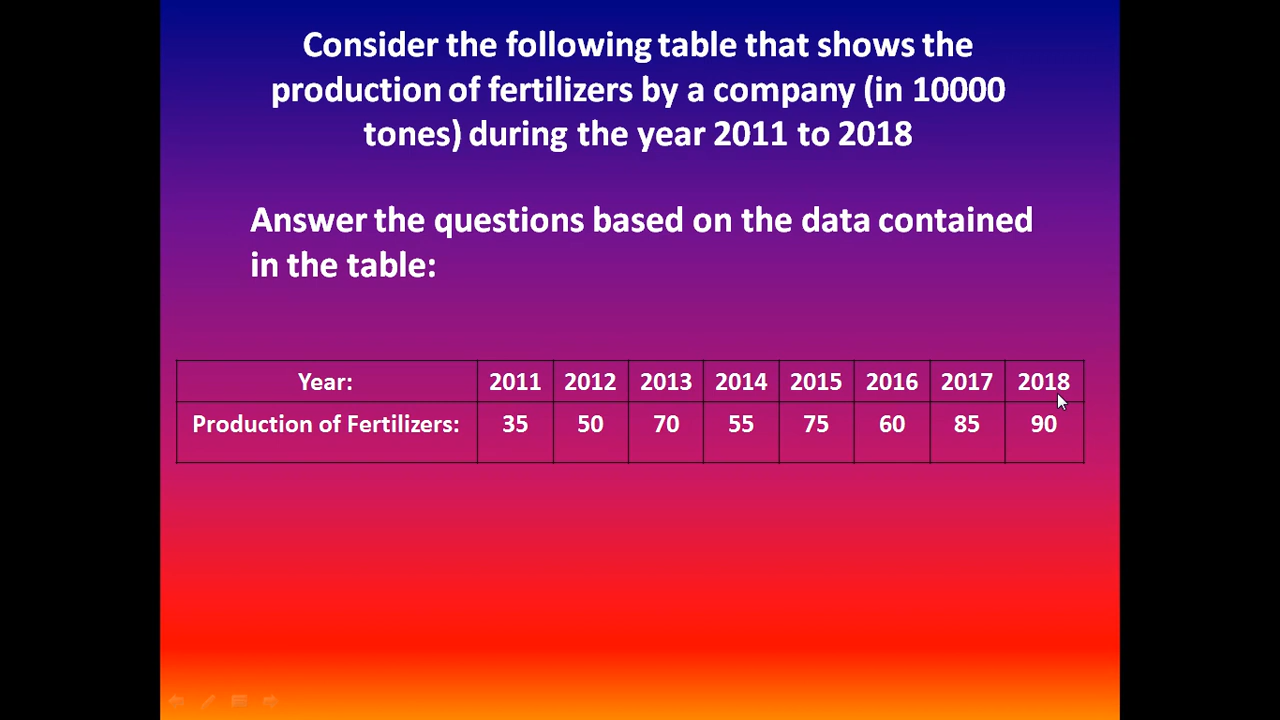 Consider the following table that shows the
production of fertilizers by a company (in 10000
tones) during the year 2011 to 2018
Answer the questions based on the data contained
in the table:
Year: 2011 2012 2013 2014 2015 2016 2017 2018
Production of Fertilizers: 35 50 70 55 75 60 85 90